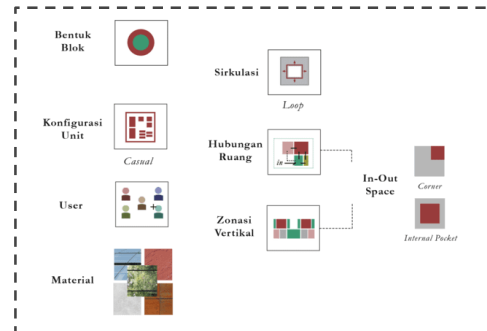 Bentuk
Blok
Konfigurasi
Unit
Casual
User
Material
Sirkulasi
Loop
Hubungan
Ruang
in
Zonasi
Vertikal
In-Out
Space
Corner
Internal Pocket